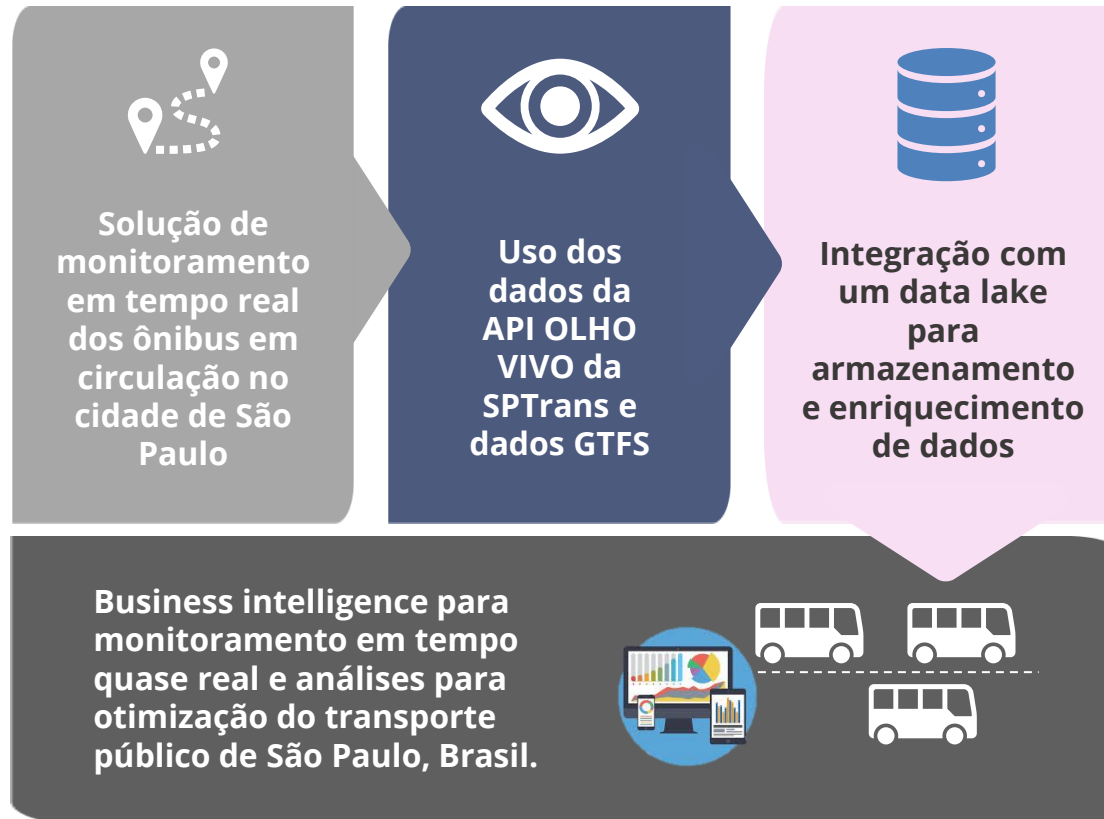 Solução de
monitoramento
em tempo real
dos ônibus em
circulação no
cidade de São
Paulo
Uso dos
dados da
API OLHO
VIVO da
SPTrans e
dados GTFS
Integração com
um data lake
para
armazenamento
e enriquecimento
de dados
Business intelligence para
monitoramento em tempo
quase real e análises para
otimização do transporte
público de São Paulo, Brasil.